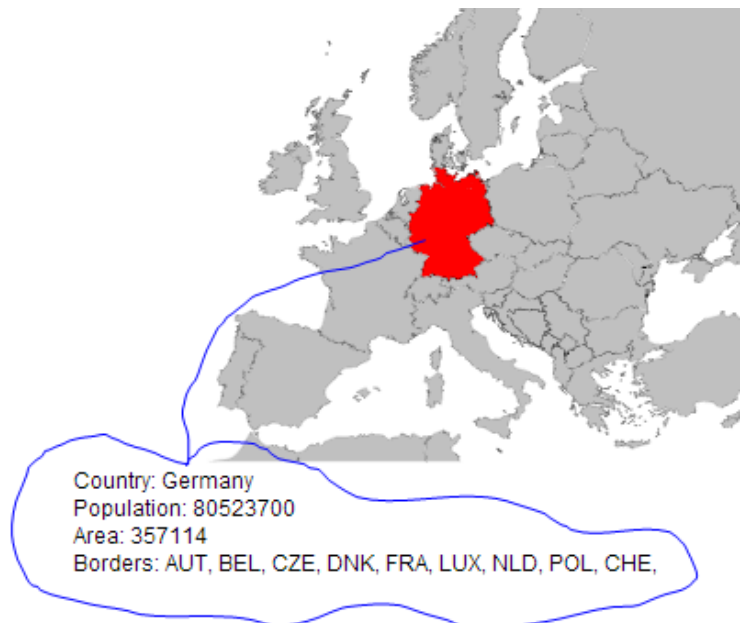 Country: Germany
Population: 80523700
Area: 357114
Borders: AUT, BEL, CZE, DNK, FRA, LUX, NLD, POL, CHE,